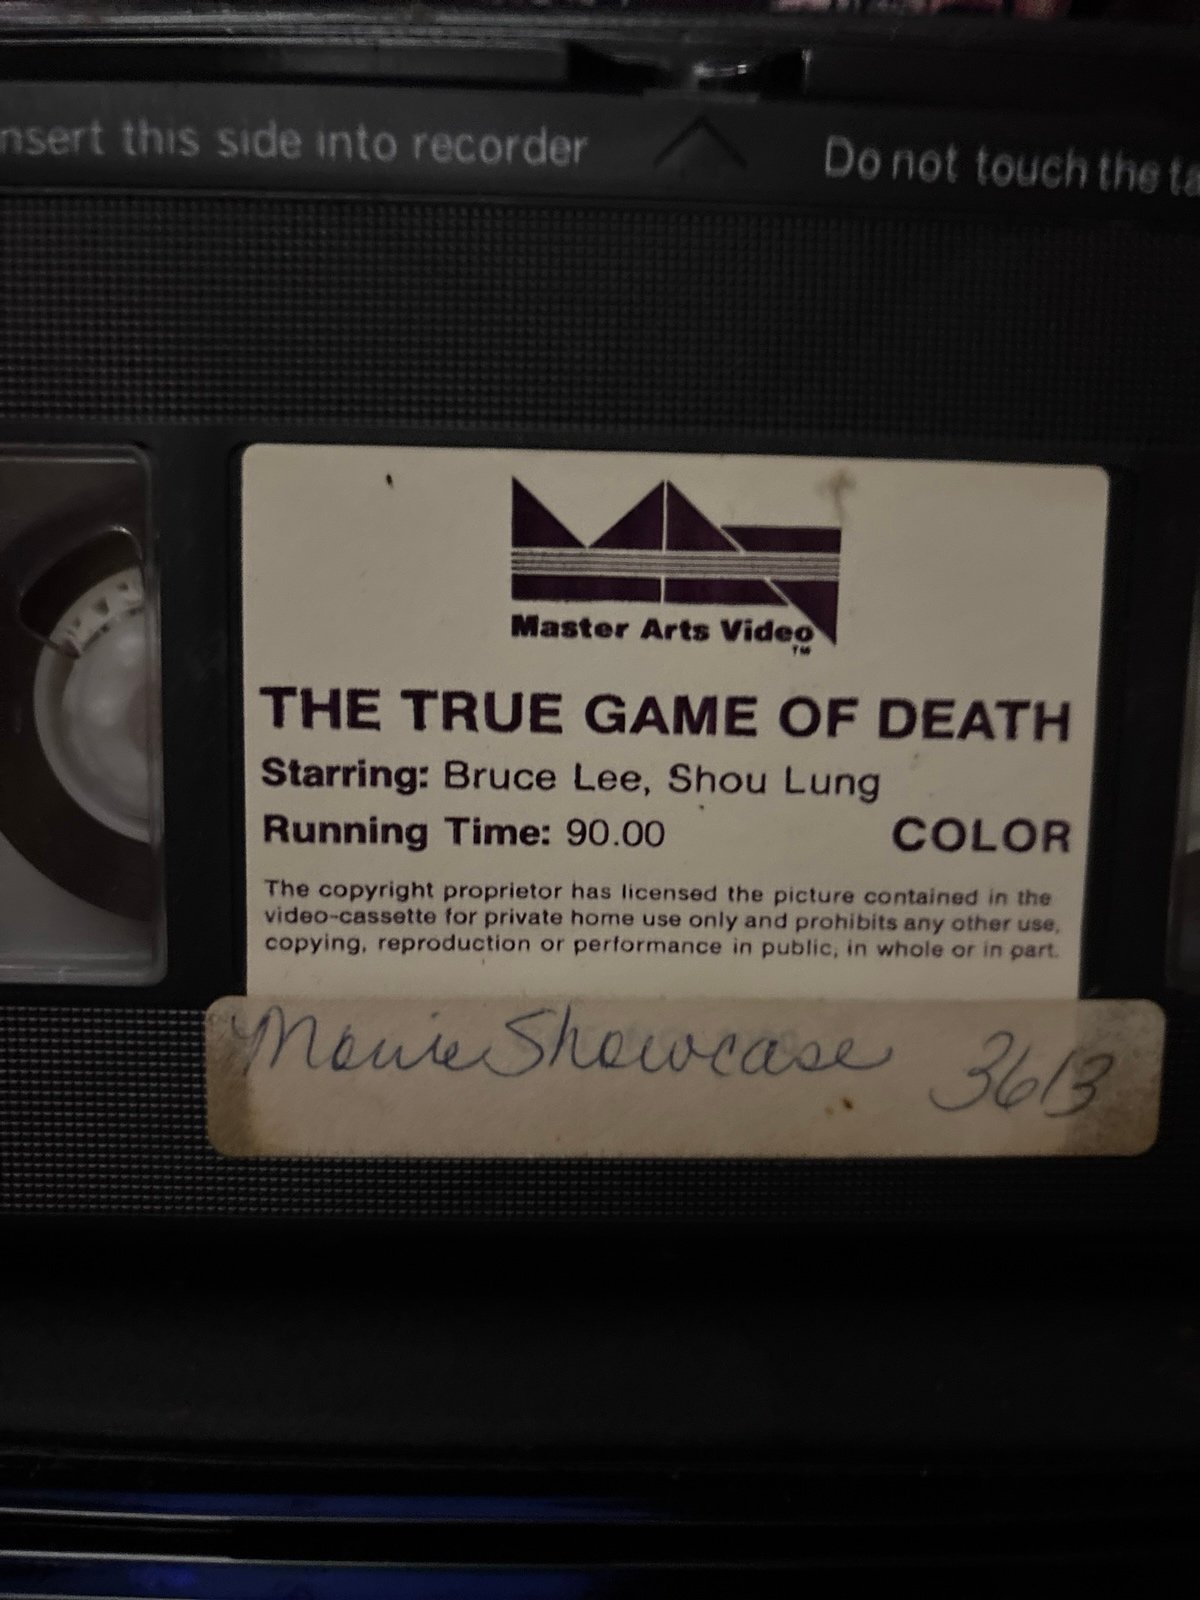 nsert this side into recorder
Do not touch the ta
Master Arts Video
TM
THE TRUE GAME OF DEATH
Starring: Bruce Lee, Shou Lung
Running Time: 90.00 COLOR
The copyright proprietor has licensed the picture contained in the
video-cassette for private home use only and prohibits any other use,
copying, reproduction or performance in public, in whole or in part.
Movie Showcase 3613